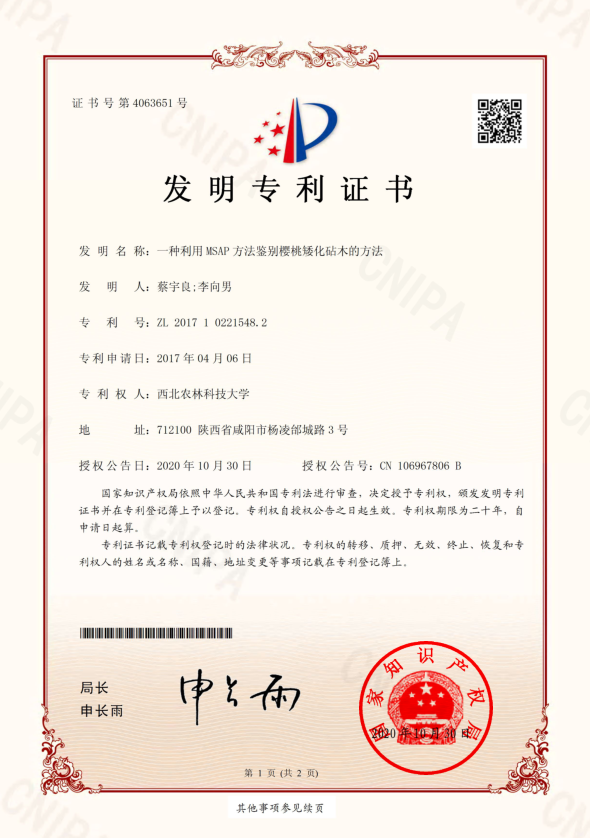 证书号第4063651号
发明专利证书
发明名称：一种利用MSAP方法鉴别樱桃矮化砧木的方法
发明人：蔡宇良;李向男
专利号：ZL 2017 1 0221548.2
专利申请日：2017年04月06日
专利权人：西北农林科技大学
地址：712100 陕西省咸阳市杨凌邰城路3号
授权公告日：2020年10月30日 授权公告号：CN 106967806 B
国家知识产权局依照中华人民共和国专利法进行审查，决定授予专利权，颁发发明专利
证书并在专利登记簿上予以登记。专利权自授权公告之日起生效。专利权期限为二十年，自
申请日起算。
专利证书记载专利权登记时的法律状况。专利权的转移、质押、无效、终止、恢复和专
利权人的姓名或名称、国籍、地址变更等事项记载在专利登记簿上。
局长
申长雨
申长雨
国家知识产权局
2020年10月30日
第 1 页 (共 2 页)
其他事项参见续页
CNIPA
CNIPA
CNIPA
CNIPA
CNIPA